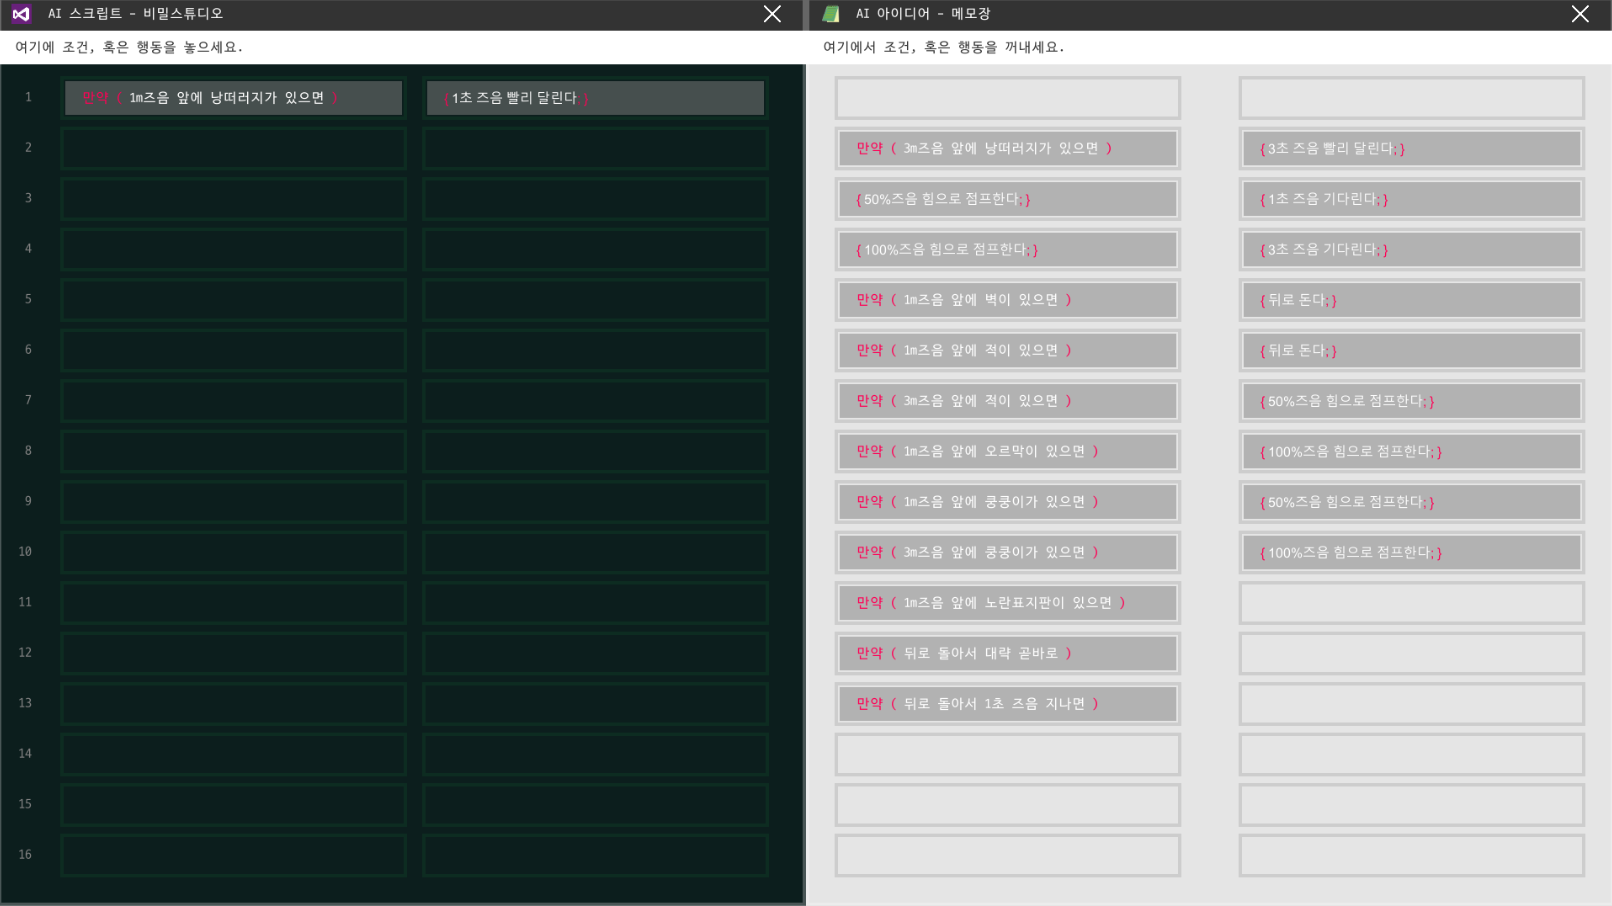 AI 스크립트 - 비밀스튜디오
여기에 조건, 혹은 행동을 놓으세요.
1 만약 ( 1m즈음 앞에 낭떠러지가 있으면 ) { 1초 즈음 빨리 달린다; }
2
3
4
5
6
7
8
9
10
11
12
13
14
15
16
AI 아이디어 - 메모장
여기에서 조건, 혹은 행동을 꺼내세요.
만약 ( 3m즈음 앞에 낭떠러지가 있으면 ) { 3초 즈음 빨리 달린다; }
{ 50%즈음 힘으로 점프한다; } { 1초 즈음 기다린다; }
{ 100%즈음 힘으로 점프한다; } { 3초 즈음 기다린다; }
만약 ( 1m즈음 앞에 벽이 있으면 ) { 뒤로 돈다; }
만약 ( 1m즈음 앞에 적이 있으면 ) { 뒤로 돈다; }
만약 ( 3m즈음 앞에 적이 있으면 ) { 50%즈음 힘으로 점프한다; }
만약 ( 1m즈음 앞에 오르막이 있으면 ) { 100%즈음 힘으로 점프한다; }
만약 ( 1m즈음 앞에 쿵쿵이가 있으면 ) { 50%즈음 힘으로 점프한다; }
만약 ( 3m즈음 앞에 쿵쿵이가 있으면 ) { 100%즈음 힘으로 점프한다; }
만약 ( 1m즈음 앞에 노란표지판이 있으면 )
만약 ( 뒤로 돌아서 대략 곧바로 )
만약 ( 뒤로 돌아서 1초 즈음 지나면 )